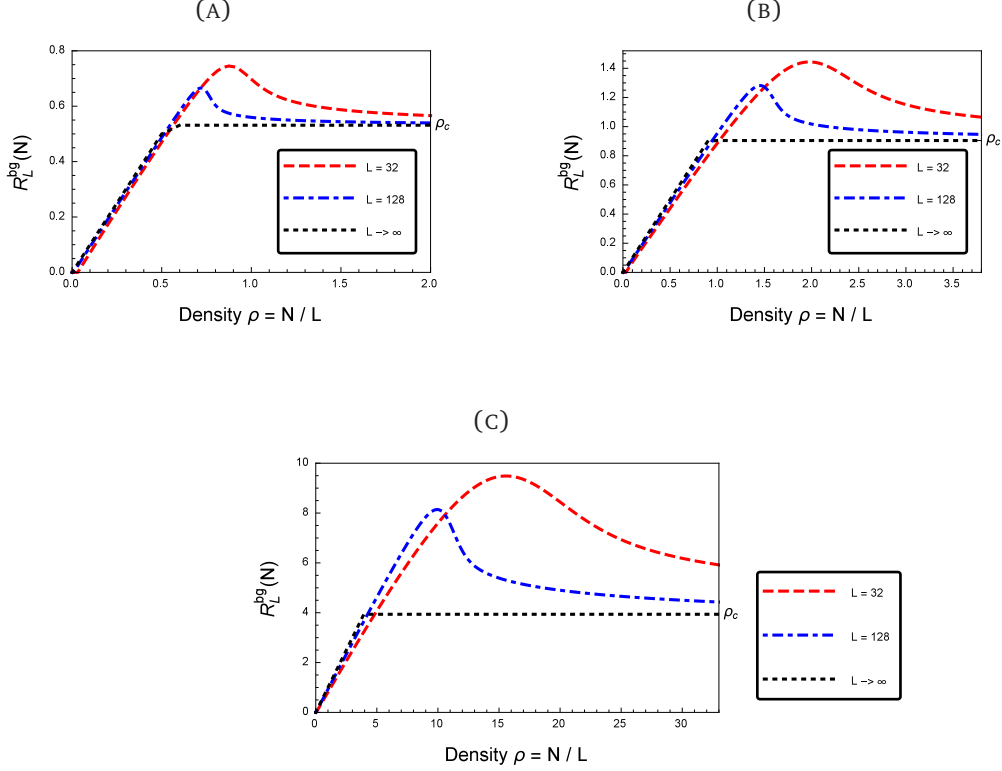 (A)
0.8
0.6
0.4
0.2
0.0
0.0 0.5 1.0 1.5 2.0
R_L^bg(N)
Density ρ = N / L
ρc
L = 32
L = 128
L -> ∞
(B)
1.4
1.2
1.0
0.8
0.6
0.4
0.2
0.0
0.0 0.5 1.0 1.5 2.0 2.5 3.0 3.5
R_L^bg(N)
Density ρ = N / L
ρc
L = 32
L = 128
L -> ∞
(C)
10
8
6
4
2
0
0 5 10 15 20 25 30
R_L^bg(N)
Density ρ = N / L
ρc
L = 32
L = 128
L -> ∞